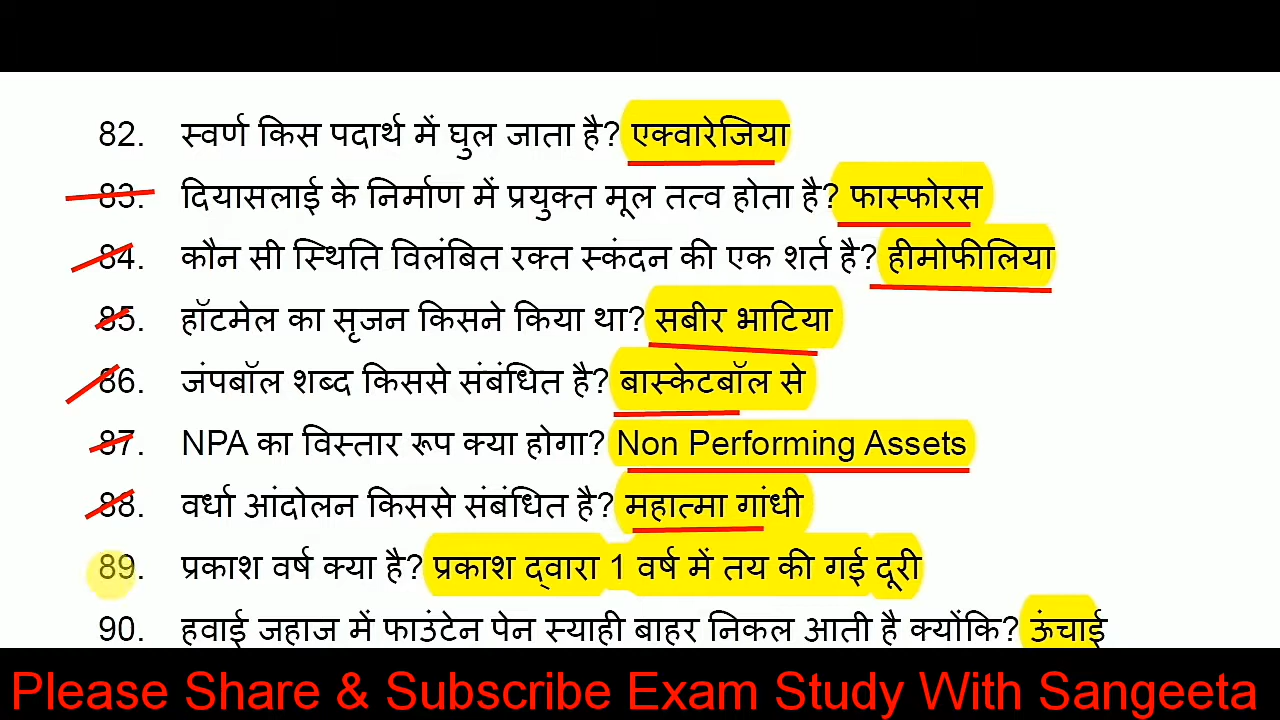 82. स्वर्ण किस पदार्थ में घुल जाता है? एक्वारेजिया
83. दियासलाई के निर्माण में प्रयुक्त मूल तत्व होता है? फास्फोरस
84. कौन सी स्थिति विलंबित रक्त स्कंदन की एक शर्त है? हीमोफीलिया
85. हॉटमेल का सृजन किसने किया था? सबीर भाटिया
86. जंपबॉल शब्द किससे संबंधित है? बास्केटबॉल से
87. NPA का विस्तार रूप क्या होगा? Non Performing Assets
88. वर्धा आंदोलन किससे संबंधित है? महात्मा गांधी
89. प्रकाश वर्ष क्या है? प्रकाश द्वारा 1 वर्ष में तय की गई दूरी
90. हवाई जहाज में फाउंटेन पेन स्याही बाहर निकल आती है क्योंकि? ऊंचाई
Please Share & Subscribe Exam Study With Sangeeta